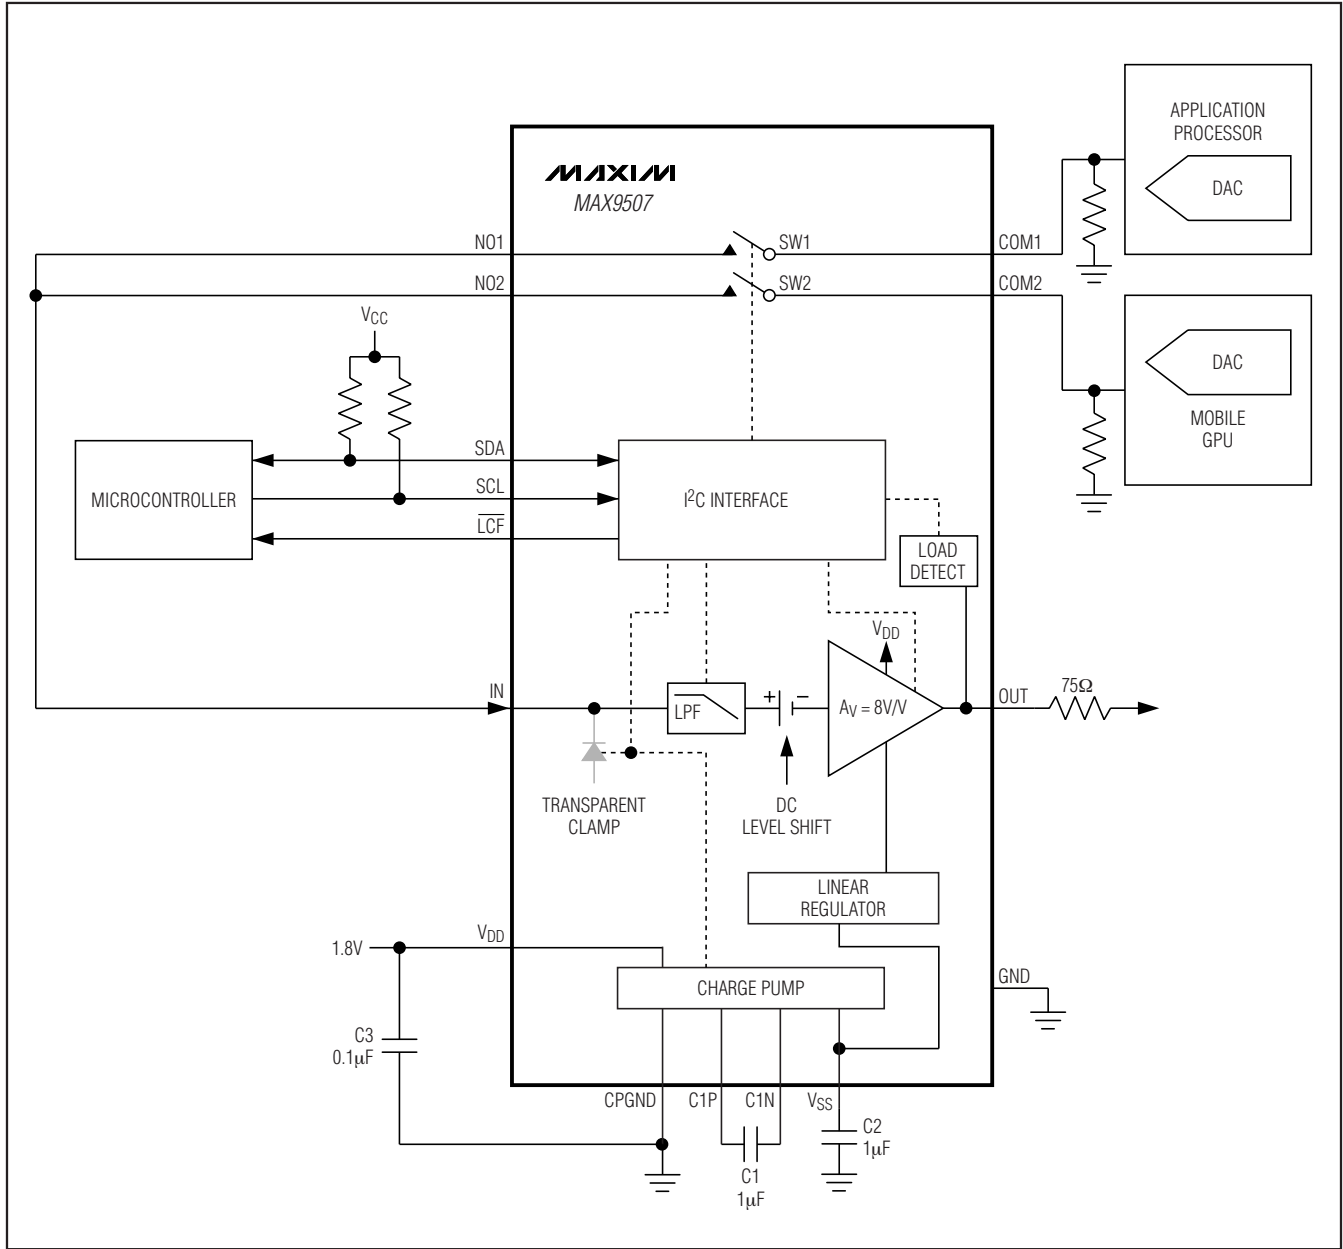 APPLICATION
PROCESSOR
DAC
MAXIM
MAX9507
NO1
SW1
COM1
NO2
SW2
COM2
VCC
DAC
MOBILE
GPU
SDA
SCL
LCF
MICROCONTROLLER
I²C INTERFACE
LOAD
DETECT
VDD
IN
LPF
+
−
AV = 8V/V
OUT
75Ω
TRANSPARENT
CLAMP
DC
LEVEL SHIFT
LINEAR
REGULATOR
1.8V
VDD
CHARGE PUMP
GND
C3
0.1µF
CPGND
C1P
C1N
VSS
C2
1µF
C1
1µF